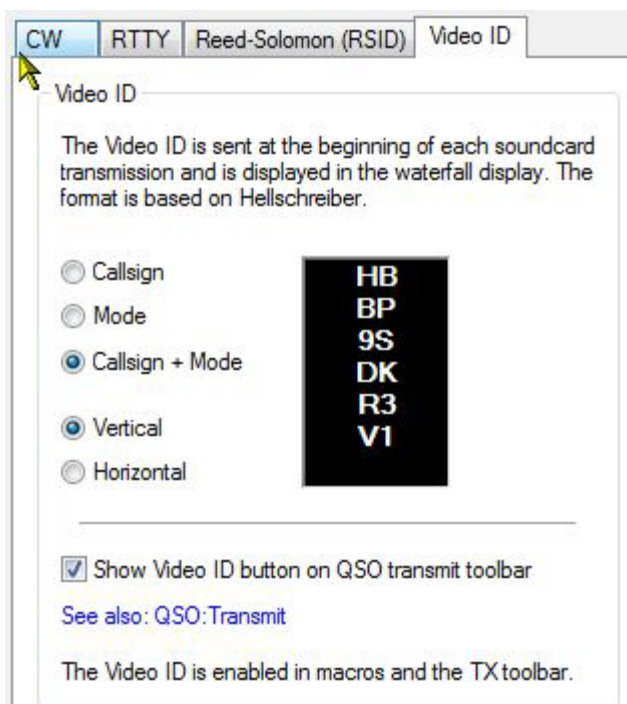 CW RTTY Reed-Solomon (RSID) Video ID
Video ID
The Video ID is sent at the beginning of each soundcard
transmission and is displayed in the waterfall display. The
format is based on Hellschreiber.
Callsign
Mode
Callsign + Mode
Vertical
Horizontal
HB
BP
9S
DK
R3
V1
Show Video ID button on QSO transmit toolbar
See also: QSO:Transmit
The Video ID is enabled in macros and the TX toolbar.